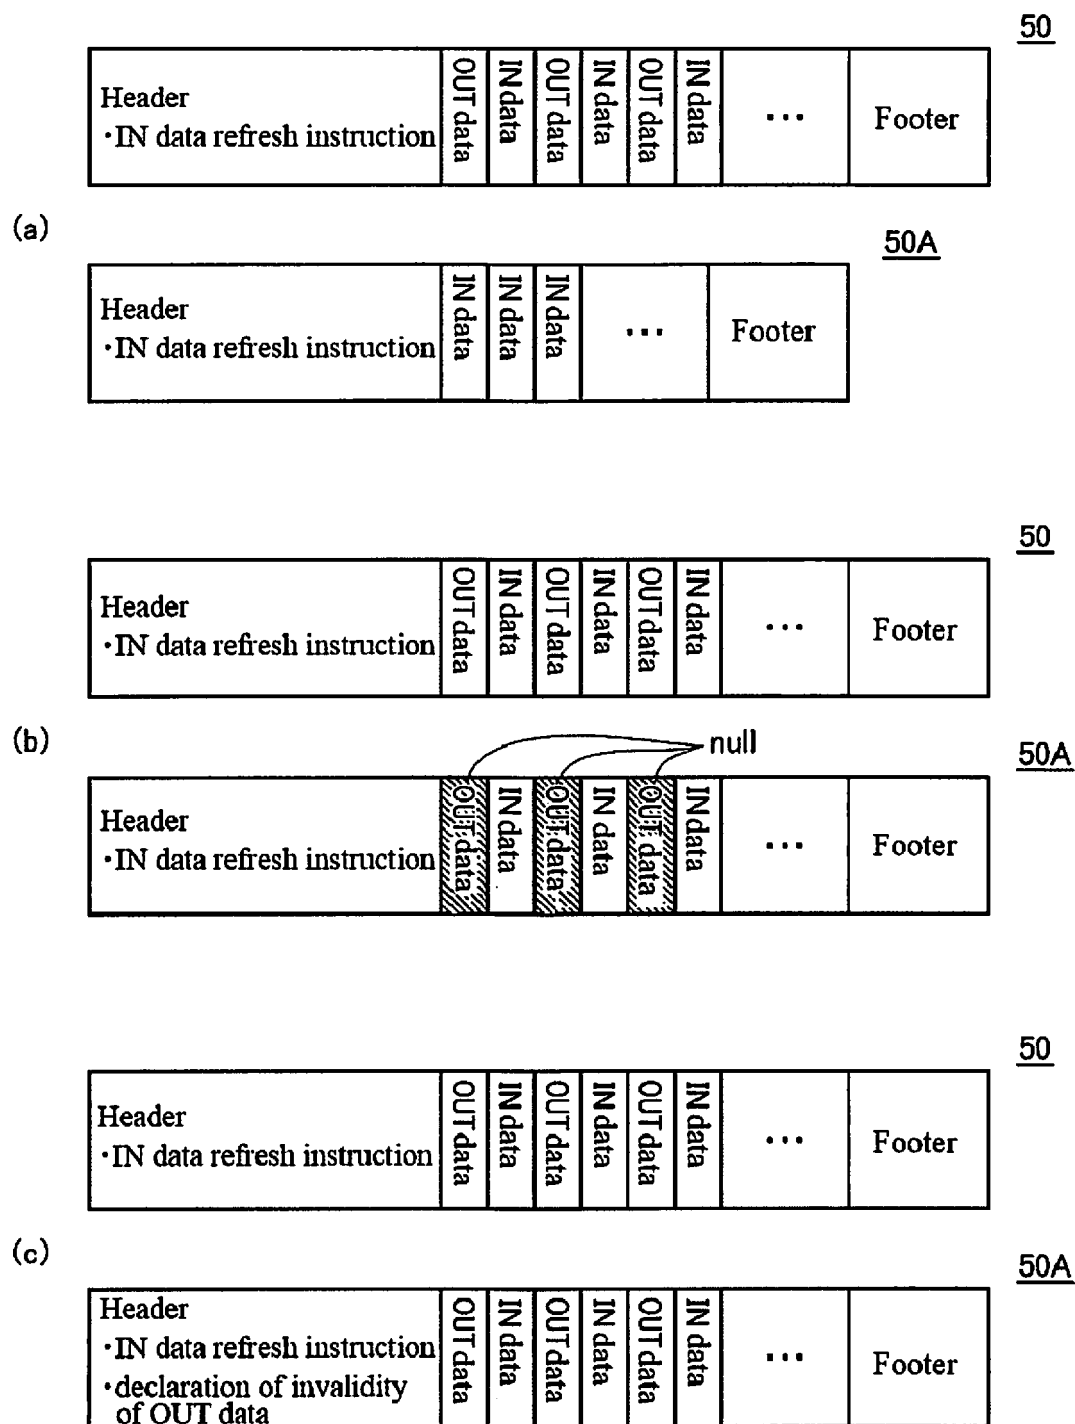 50
Header
・IN data refresh instruction
OUT data
IN data
OUT data
IN data
OUT data
IN data
...
Footer
(a)
50A
Header
・IN data refresh instruction
IN data
IN data
IN data
...
Footer
50
Header
・IN data refresh instruction
OUT data
IN data
OUT data
IN data
OUT data
IN data
...
Footer
(b)
null
50A
Header
・IN data refresh instruction
OUT data
IN data
OUT data
IN data
OUT data
IN data
...
Footer
50
Header
・IN data refresh instruction
OUT data
IN data
OUT data
IN data
OUT data
IN data
...
Footer
(c)
50A
Header
・IN data refresh instruction
・declaration of invalidity
of OUT data
OUT data
IN data
OUT data
IN data
OUT data
IN data
...
Footer